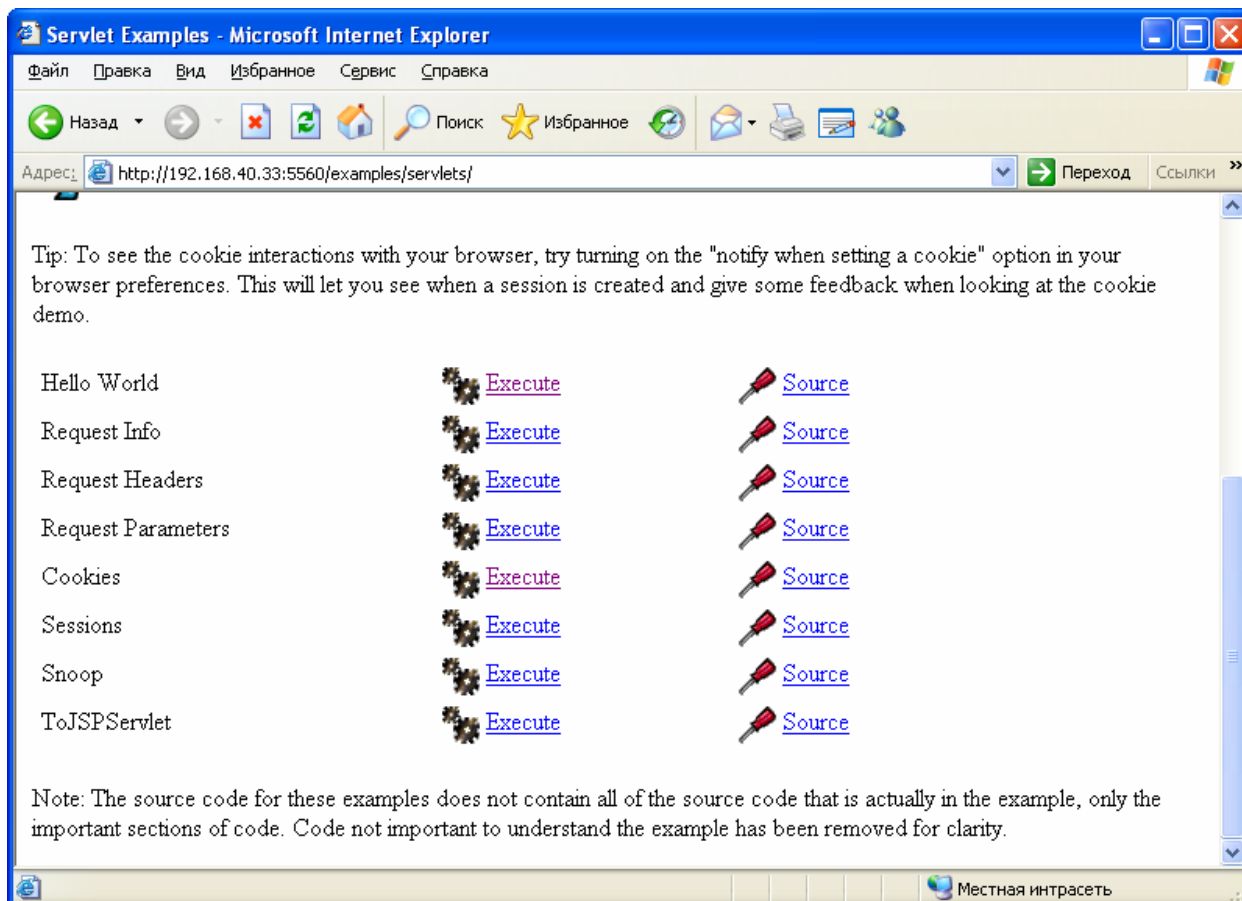 Servlet Examples - Microsoft Internet Explorer
Файл Правка Вид Избранное Сервис Справка
Назад Поиск Избранное
Адрес: http://192.168.40.33:5560/examples/servlets/ Переход Ссылки »
Tip: To see the cookie interactions with your browser, try turning on the "notify when setting a cookie" option in your
browser preferences. This will let you see when a session is created and give some feedback when looking at the cookie
demo.
Hello World Execute Source
Request Info Execute Source
Request Headers Execute Source
Request Parameters Execute Source
Cookies Execute Source
Sessions Execute Source
Snoop Execute Source
ToJSPServlet Execute Source
Note: The source code for these examples does not contain all of the source code that is actually in the example, only the
important sections of code. Code not important to understand the example has been removed for clarity.
Местная интрасеть